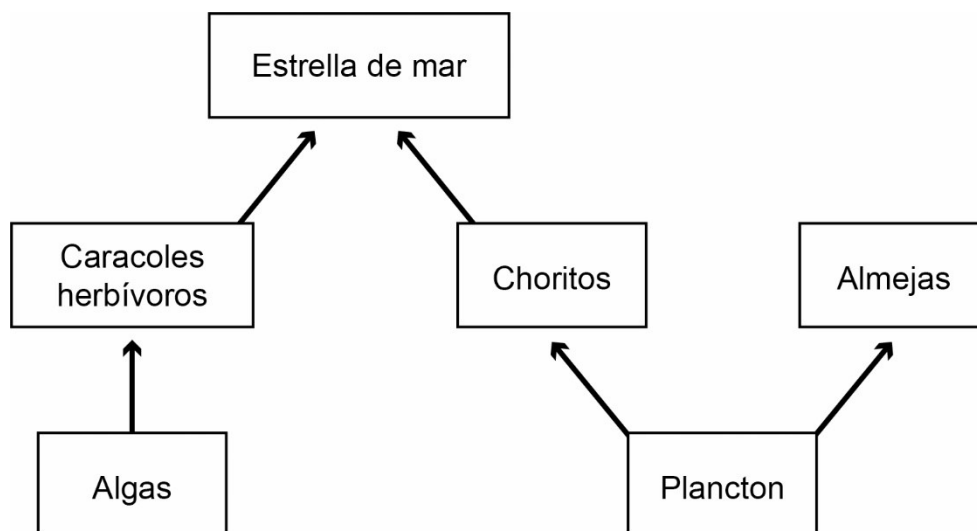 Estrella de mar
Caracoles
herbívoros
Choritos
Almejas
Algas
Plancton